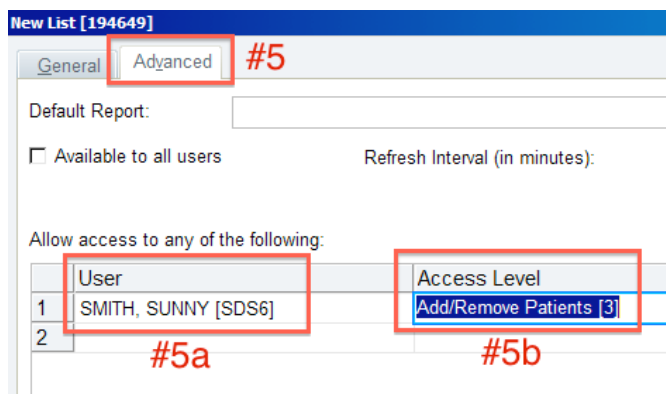 New List [194649]
General Advanced #5
Default Report:
Available to all users Refresh Interval (in minutes):
Allow access to any of the following:
User Access Level
1 SMITH, SUNNY [SDS6] Add/Remove Patients [3]
2
#5a #5b